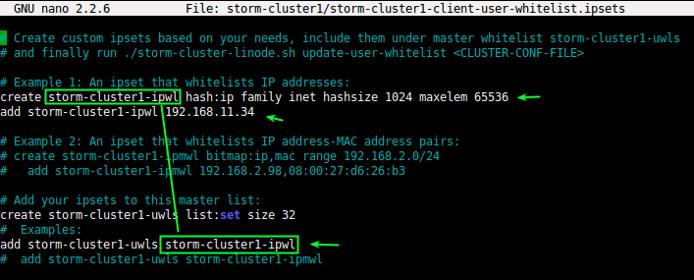 GNU nano 2.2.6 File: storm-cluster1/storm-cluster1-client-user-whitelist.ipsets
# Create custom ipsets based on your needs, include them under master whitelist storm-cluster1-uwls
# and finally run ./storm-cluster-linode.sh update-user-whitelist <CLUSTER-CONF-FILE>
# Example 1: An ipset that whitelists IP addresses:
create storm-cluster1-ipwl hash:ip family inet hashsize 1024 maxelem 65536
add storm-cluster1-ipwl 192.168.11.34
# Example 2: An ipset that whitelists IP address-MAC address pairs:
# create storm-cluster1-ipmwl bitmap:ip,mac range 192.168.2.0/24
#   add storm-cluster1-ipmwl 192.168.2.98,08:00:27:d6:26:b3
# Add your ipsets to this master list:
create storm-cluster1-uwls list:set size 32
#  Examples:
add storm-cluster1-uwls storm-cluster1-ipwl
#  add storm-cluster1-uwls storm-cluster1-ipmwl